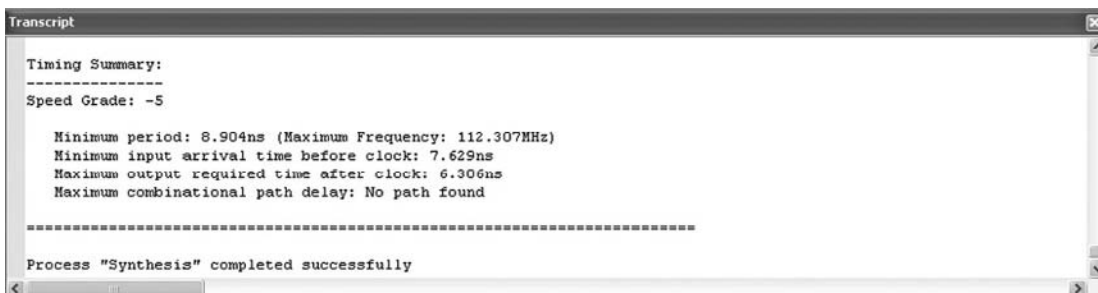 Transcript
Timing Summary:
---------------
Speed Grade: -5
Minimum period: 8.904ns (Maximum Frequency: 112.307MHz)
Minimum input arrival time before clock: 7.629ns
Maximum output required time after clock: 6.306ns
Maximum combinational path delay: No path found
=========================================================================
Process "Synthesis" completed successfully